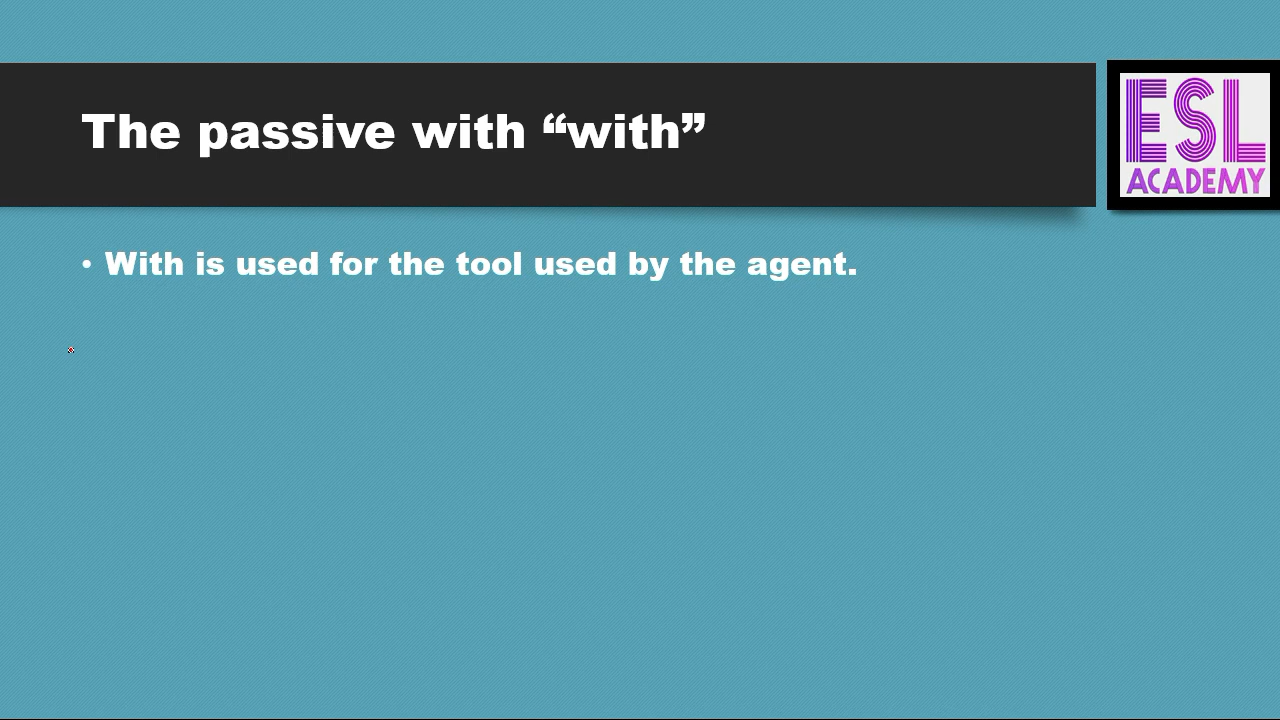 The passive with “with”
ESL
ACADEMY
• With is used for the tool used by the agent.